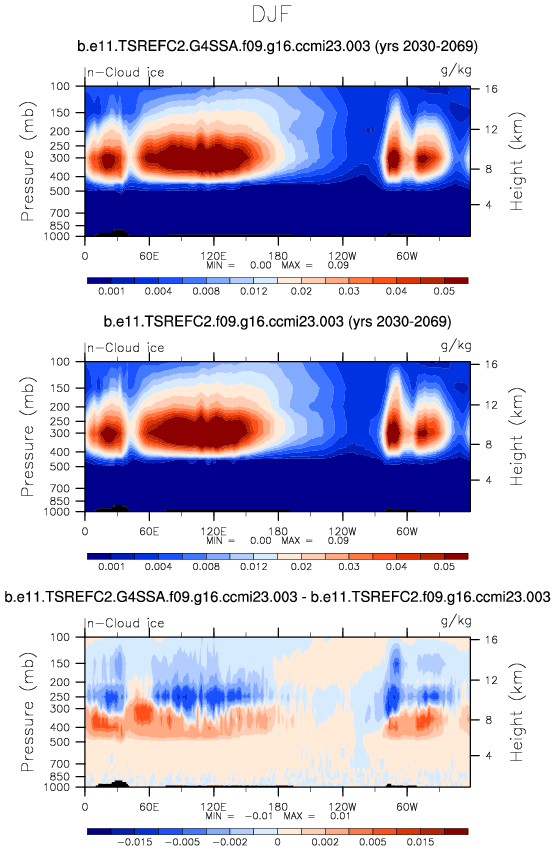 DJF
b.e11.TSREFC2.G4SSA.f09.g16.ccmi23.003 (yrs 2030-2069)
In-Cloud ice g/kg
Pressure (mb)
Height (km)
100 16
150
200 12
250
300 8
400
500
700 4
850
1000
0 60E 120E 180 120W 60W
MIN = 0.00 MAX = 0.09
0.001 0.004 0.008 0.012 0.02 0.03 0.04 0.05
b.e11.TSREFC2.f09.g16.ccmi23.003 (yrs 2030-2069)
In-Cloud ice g/kg
Pressure (mb)
Height (km)
100 16
150
200 12
250
300 8
400
500
700 4
850
1000
0 60E 120E 180 120W 60W
MIN = 0.00 MAX = 0.09
0.001 0.004 0.008 0.012 0.02 0.03 0.04 0.05
b.e11.TSREFC2.G4SSA.f09.g16.ccmi23.003 - b.e11.TSREFC2.f09.g16.ccmi23.003
In-Cloud ice g/kg
Pressure (mb)
Height (km)
100 16
150
200 12
250
300 8
400
500
700 4
850
1000
0 60E 120E 180 120W 60W
MIN = -0.01 MAX = 0.01
-0.015 -0.005 -0.002 0 0.002 0.005 0.015